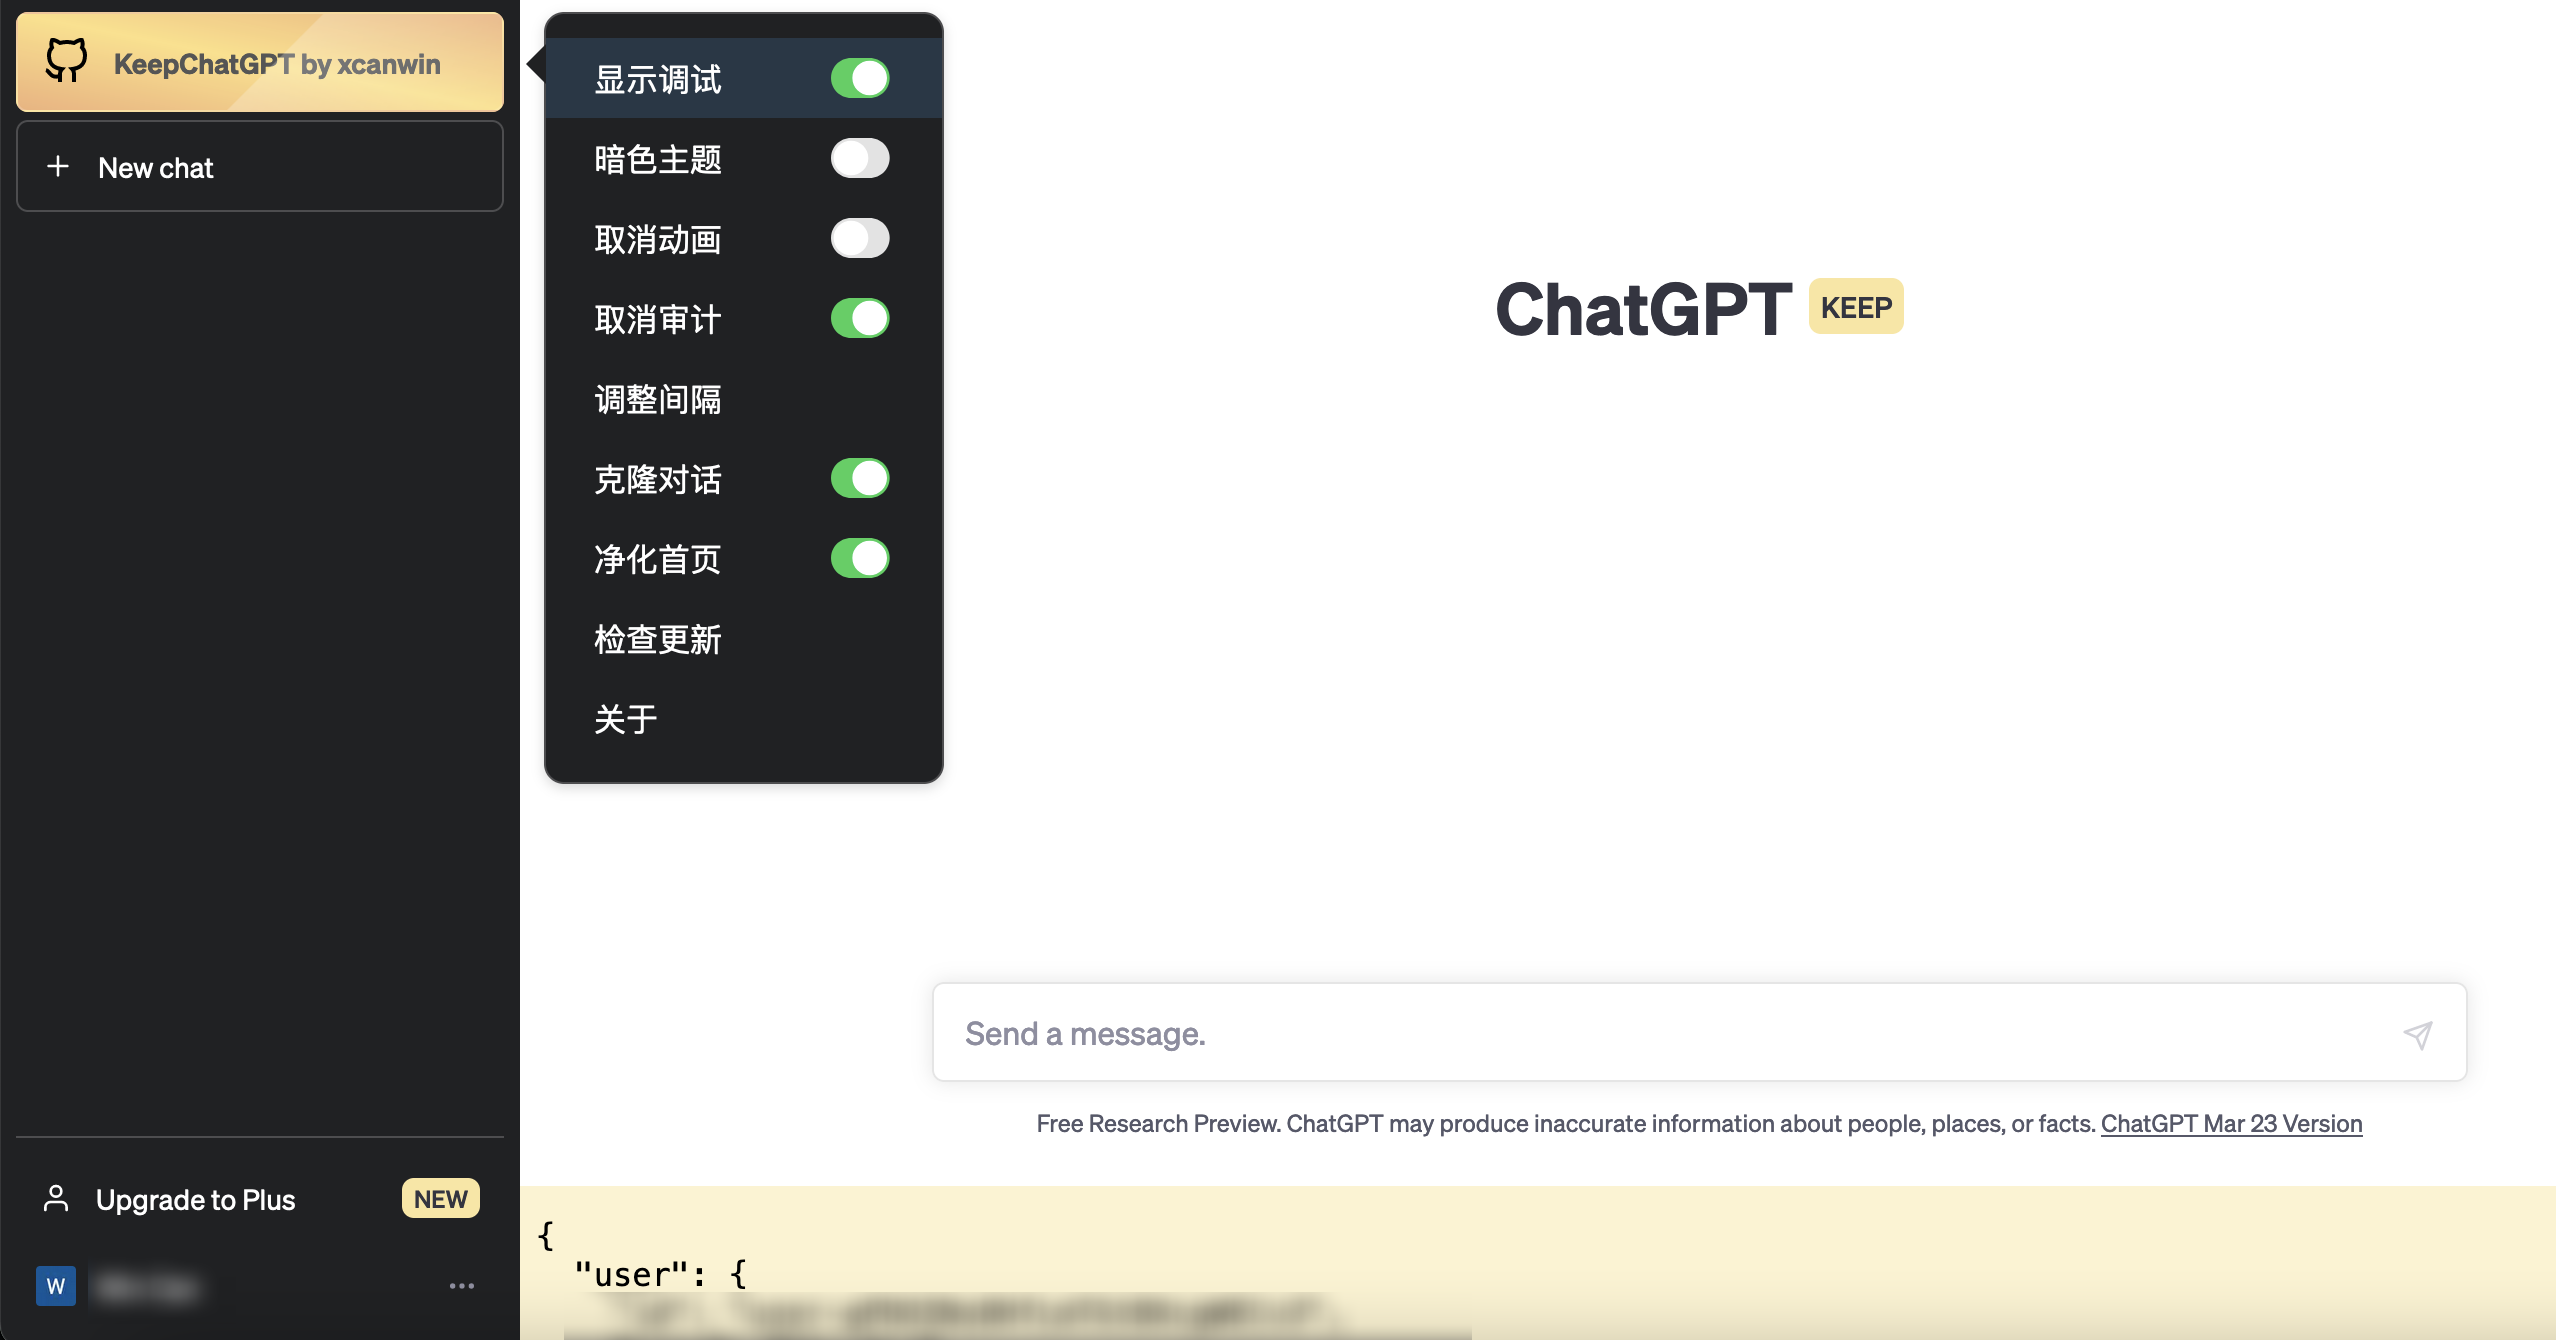 KeepChatGPT by xcanwin
New chat
显示调试
暗色主题
取消动画
取消审计
调整间隔
克隆对话
净化首页
检查更新
关于
ChatGPT KEEP
Send a message.
Free Research Preview. ChatGPT may produce inaccurate information about people, places, or facts. ChatGPT Mar 23 Version
Upgrade to Plus NEW
W
{
"user": {